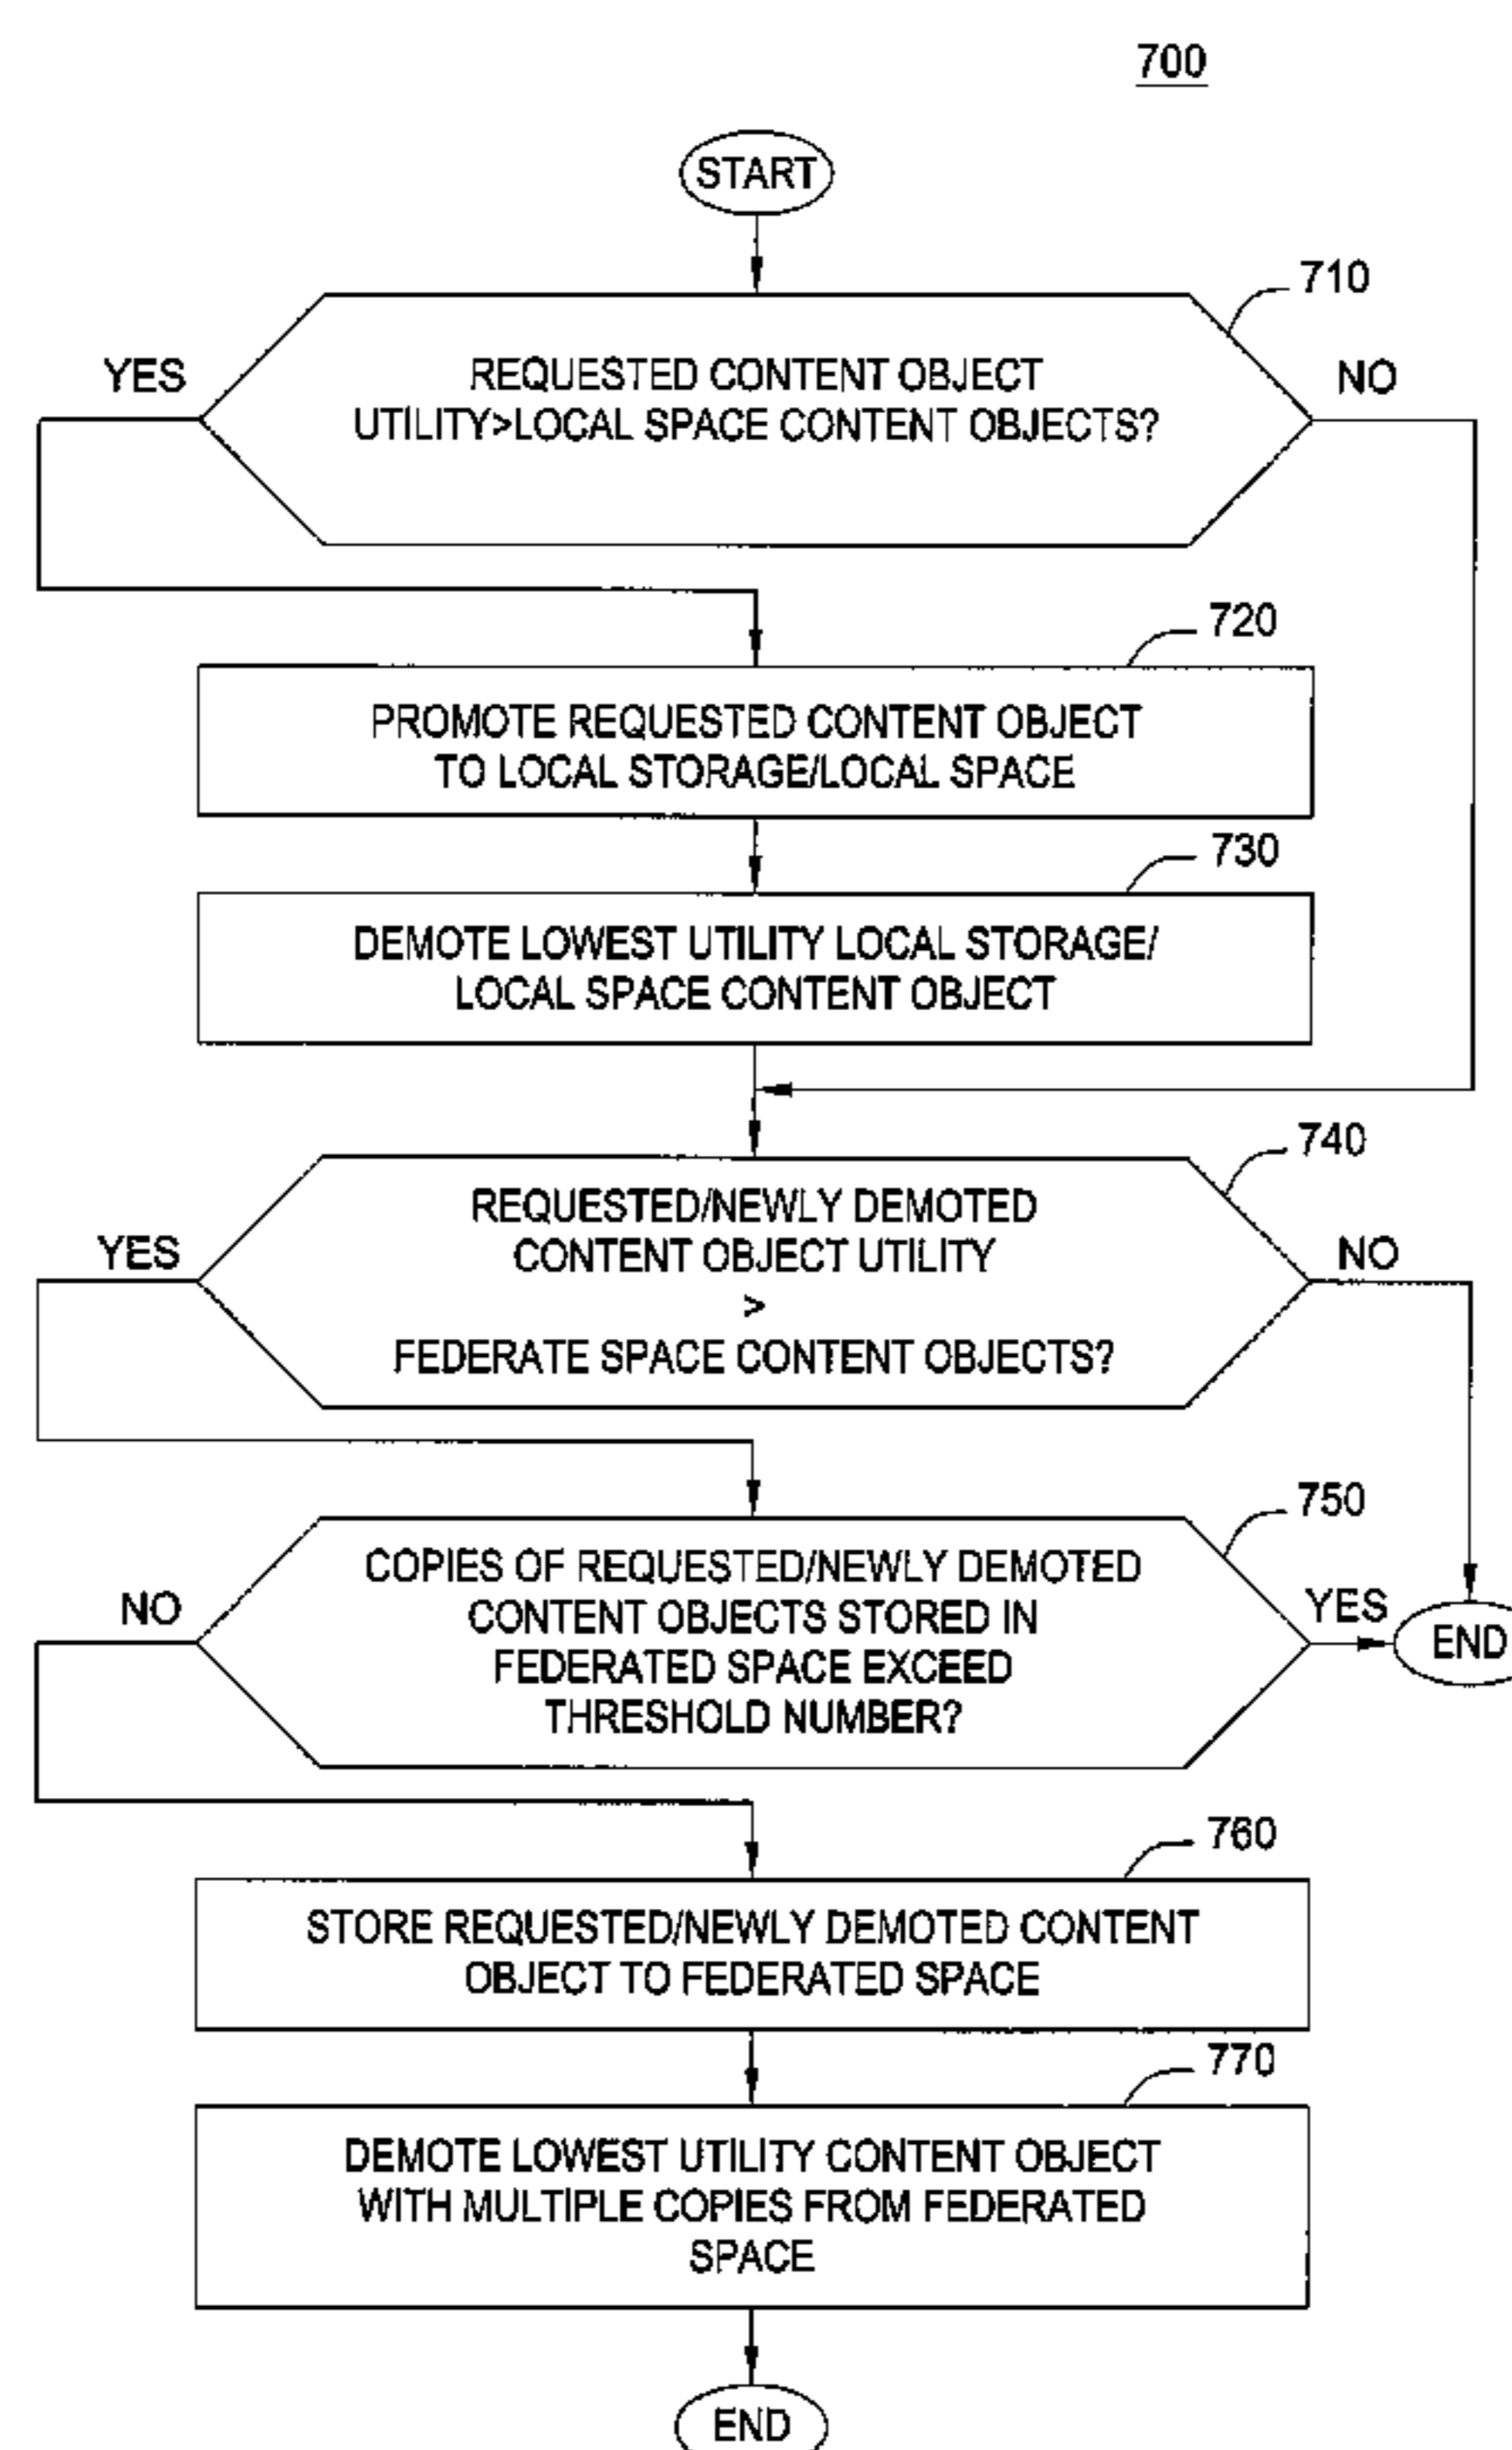 700
START
710
YES
NO
REQUESTED CONTENT OBJECT
UTILITY>LOCAL SPACE CONTENT OBJECTS?
720
PROMOTE REQUESTED CONTENT OBJECT
TO LOCAL STORAGE/LOCAL SPACE
730
DEMOTE LOWEST UTILITY LOCAL STORAGE/
LOCAL SPACE CONTENT OBJECT
740
REQUESTED/NEWLY DEMOTED
CONTENT OBJECT UTILITY
>
FEDERATE SPACE CONTENT OBJECTS?
YES
NO
750
COPIES OF REQUESTED/NEWLY DEMOTED
CONTENT OBJECTS STORED IN
FEDERATED SPACE EXCEED
THRESHOLD NUMBER?
NO
YES
END
760
STORE REQUESTED/NEWLY DEMOTED CONTENT
OBJECT TO FEDERATED SPACE
770
DEMOTE LOWEST UTILITY CONTENT OBJECT
WITH MULTIPLE COPIES FROM FEDERATED
SPACE
END